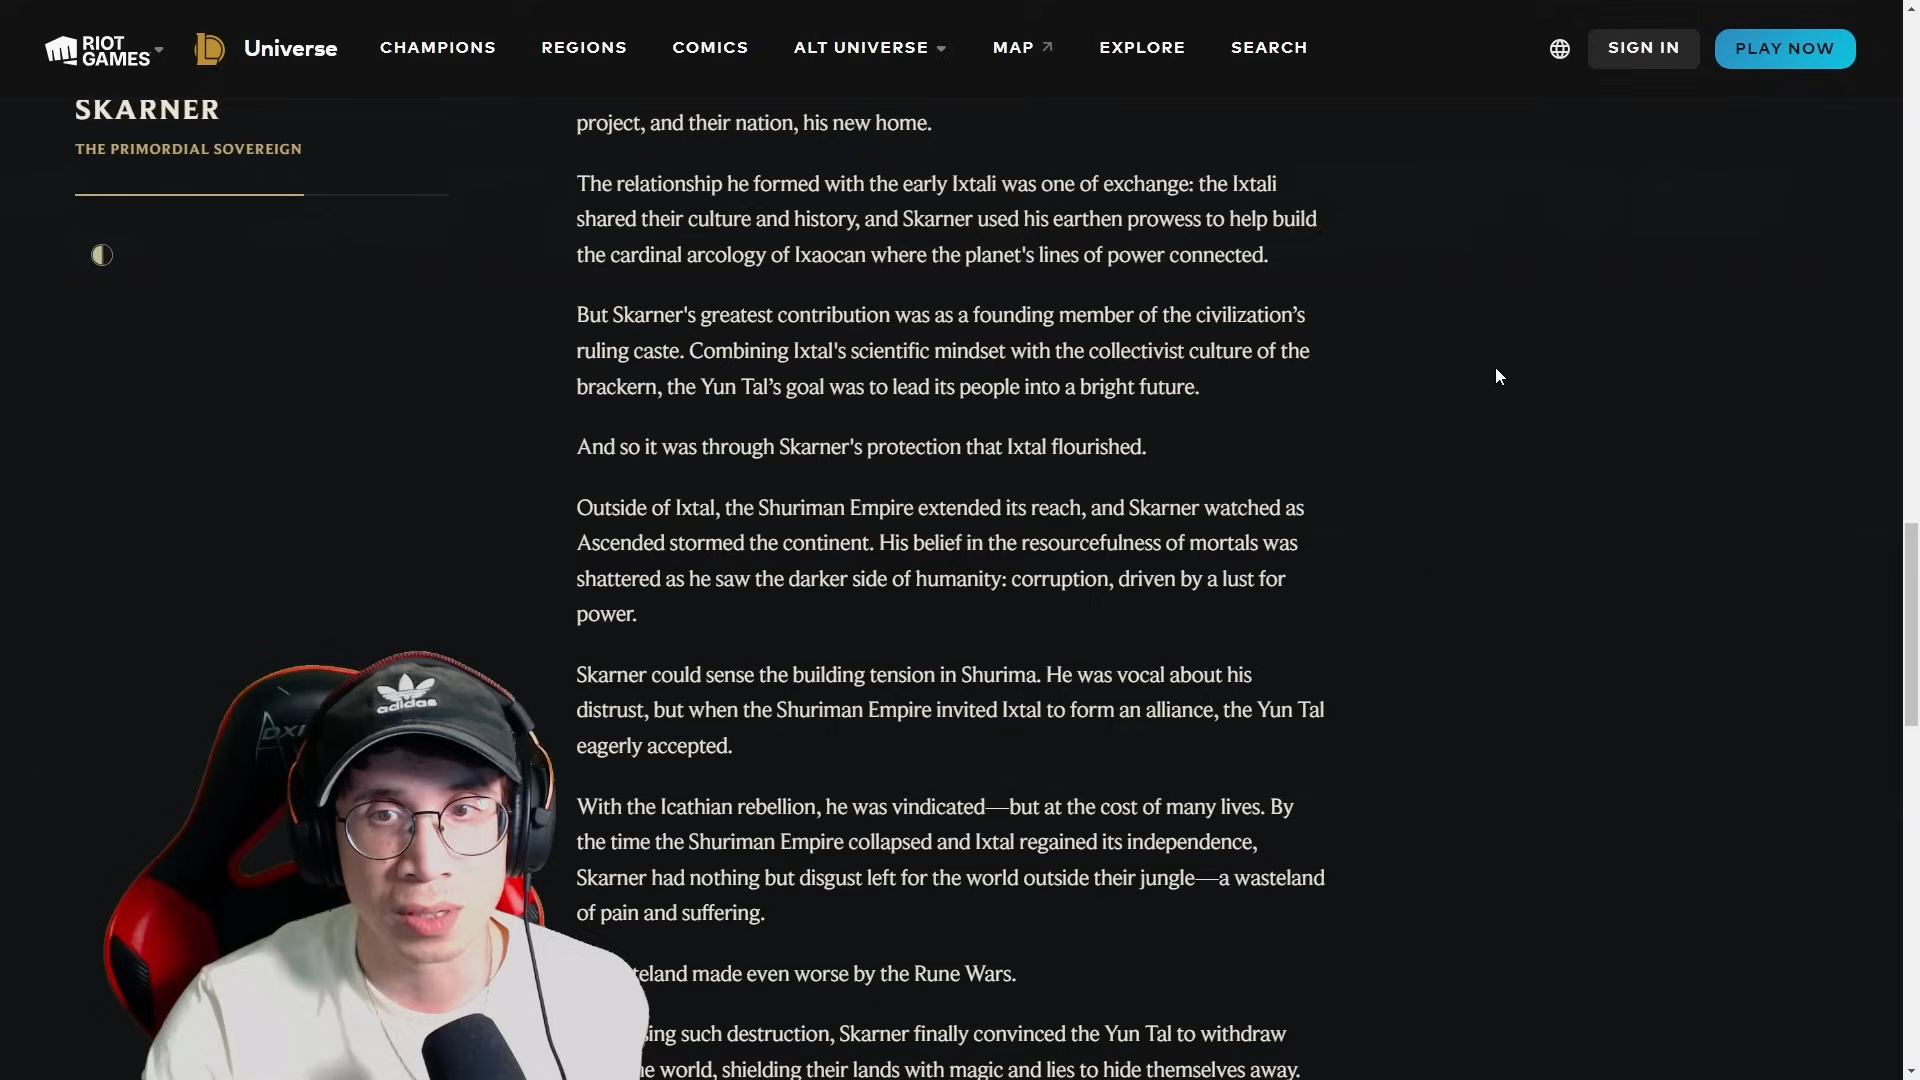 RIOT GAMES
Universe
CHAMPIONS
REGIONS
COMICS
ALT UNIVERSE
MAP
EXPLORE
SEARCH
SIGN IN
PLAY NOW
SKARNER
THE PRIMORDIAL SOVEREIGN
project, and their nation, his new home.
The relationship he formed with the early Ixtali was one of exchange: the Ixtali
shared their culture and history, and Skarner used his earthen prowess to help build
the cardinal arcology of Ixaocan where the planet's lines of power connected.
But Skarner's greatest contribution was as a founding member of the civilization’s
ruling caste. Combining Ixtal's scientific mindset with the collectivist culture of the
brackern, the Yun Tal’s goal was to lead its people into a bright future.
And so it was through Skarner's protection that Ixtal flourished.
Outside of Ixtal, the Shuriman Empire extended its reach, and Skarner watched as
Ascended stormed the continent. His belief in the resourcefulness of mortals was
shattered as he saw the darker side of humanity: corruption, driven by a lust for
power.
Skarner could sense the building tension in Shurima. He was vocal about his
distrust, but when the Shuriman Empire invited Ixtal to form an alliance, the Yun Tal
eagerly accepted.
With the Icathian rebellion, he was vindicated—but at the cost of many lives. By
the time the Shuriman Empire collapsed and Ixtal regained its independence,
Skarner had nothing but disgust left for the world outside their jungle—a wasteland
of pain and suffering.
teland made even worse by the Rune Wars.
sing such destruction, Skarner finally convinced the Yun Tal to withdraw
e world, shielding their lands with magic and lies to hide themselves away.
adidas